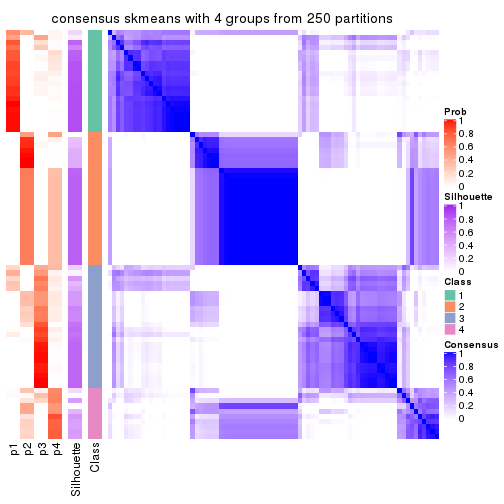 consensus skmeans with 4 groups from 250 partitions
Prob
1
0.8
0.6
0.4
0.2
0
Silhouette
1
0.8
0.6
0.4
0.2
0
Class
1
2
3
4
Consensus
1
0.8
0.6
0.4
0.2
0
p1
p2
p3
p4
Silhouette
Class